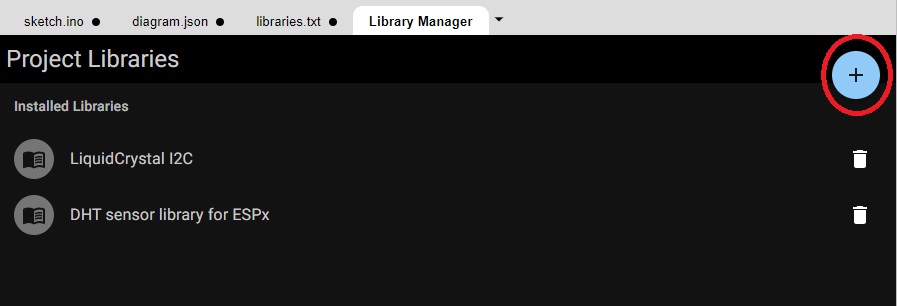 sketch.ino ● diagram.json ● libraries.txt ● Library Manager
Project Libraries
+
Installed Libraries
LiquidCrystal I2C
DHT sensor library for ESPx